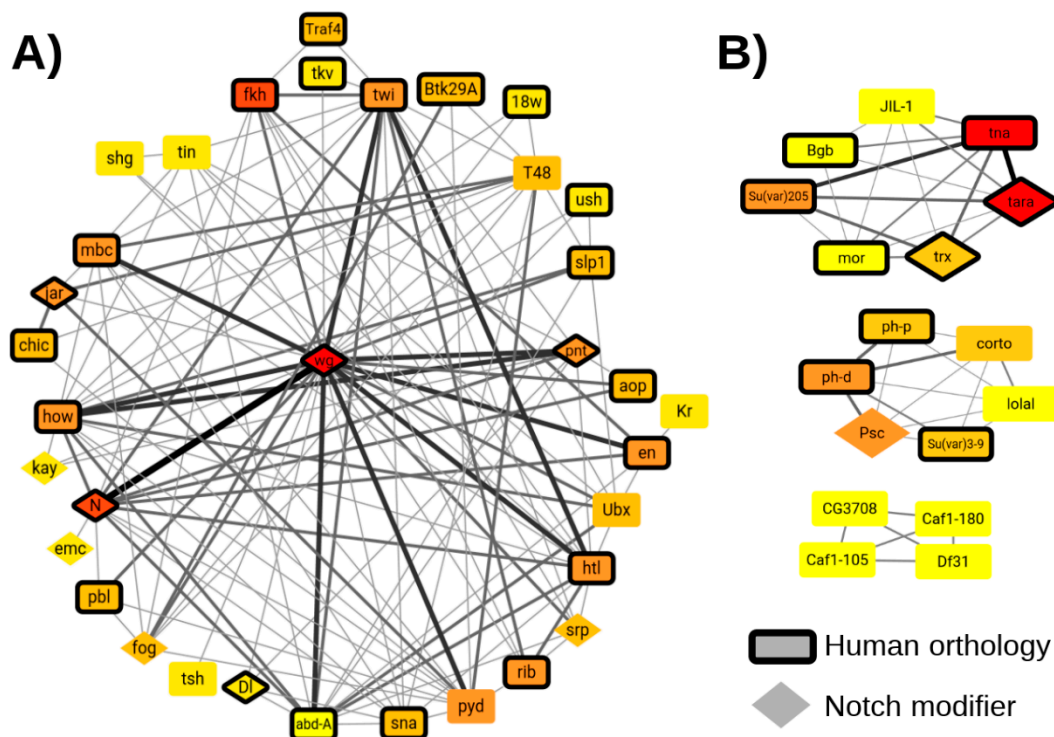 A)
Traf4
tkv
fkh
twi
Btk29A
18w
shg
tin
T48
ush
mbc
slp1
jar
chic
wg
pnt
aop
how
Kr
kay
en
N
Ubx
emc
htl
pbl
srp
fog
tsh
Dl
rib
abd-A
sna
pyd
B)
JIL-1
tna
Bgb
Su(var)205
tara
mor
trx
ph-p
corto
ph-d
lolal
Psc
Su(var)3-9
CG3708
Caf1-180
Caf1-105
Df31
Human orthology
Notch modifier